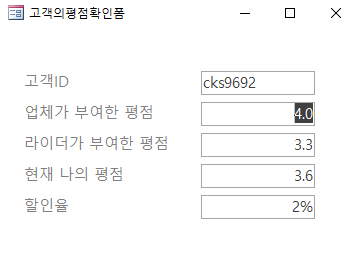 고객의평점확인폼
고객ID cks9692
업체가 부여한 평점 4.0
라이더가 부여한 평점 3.3
현재 나의 평점 3.6
할인율 2%